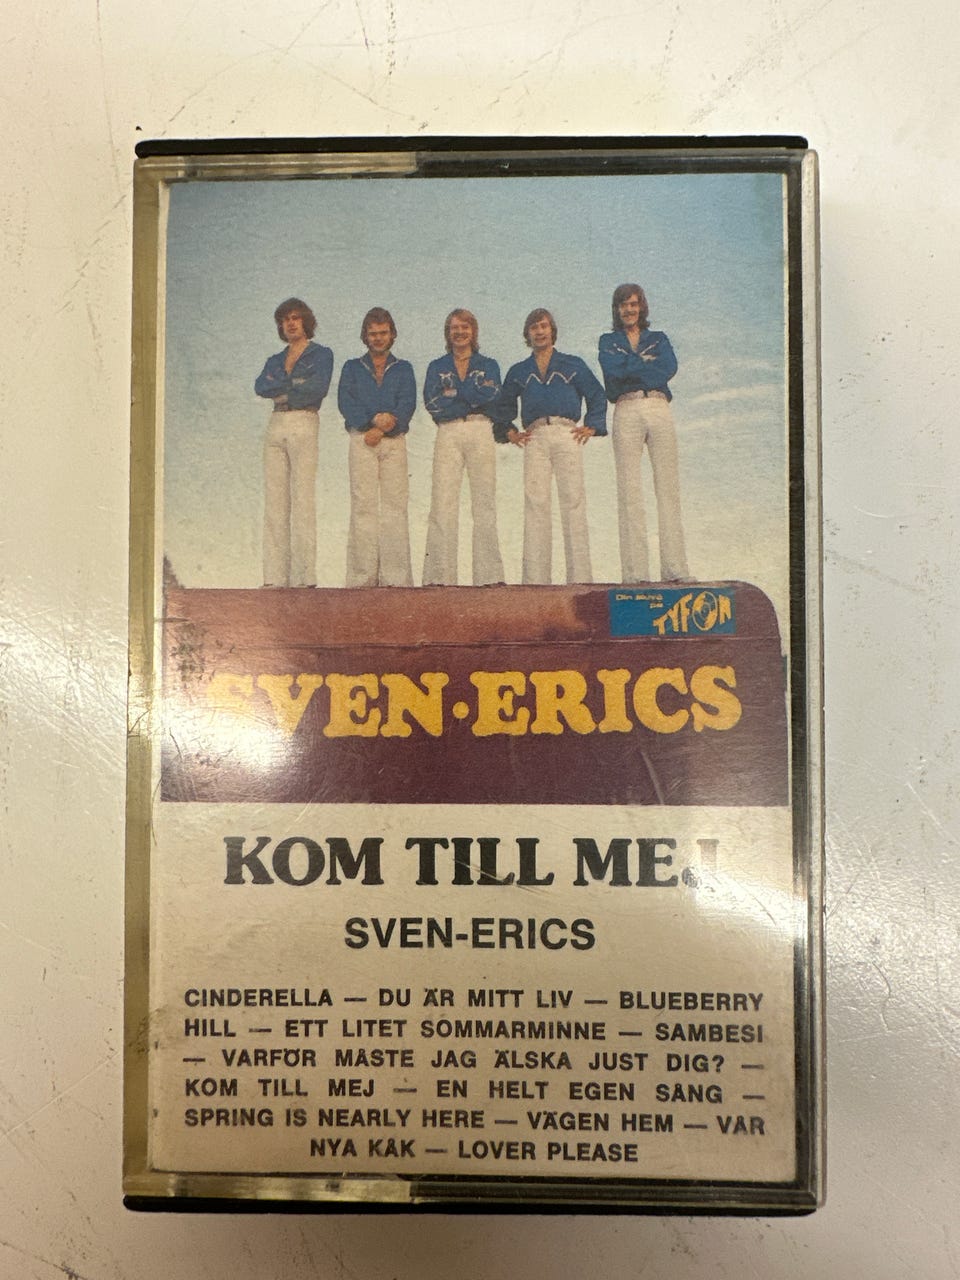 Din skiva
på
TYFON
SVEN·ERICS
KOM TILL MEJ
SVEN-ERICS
CINDERELLA — DU ÄR MITT LIV — BLUEBERRY
HILL — ETT LITET SOMMARMINNE — SAMBESI
— VARFÖR MÅSTE JAG ÄLSKA JUST DIG? —
KOM TILL MEJ — EN HELT EGEN SÅNG —
SPRING IS NEARLY HERE — VÄGEN HEM — VÅR
NYA KÅK — LOVER PLEASE